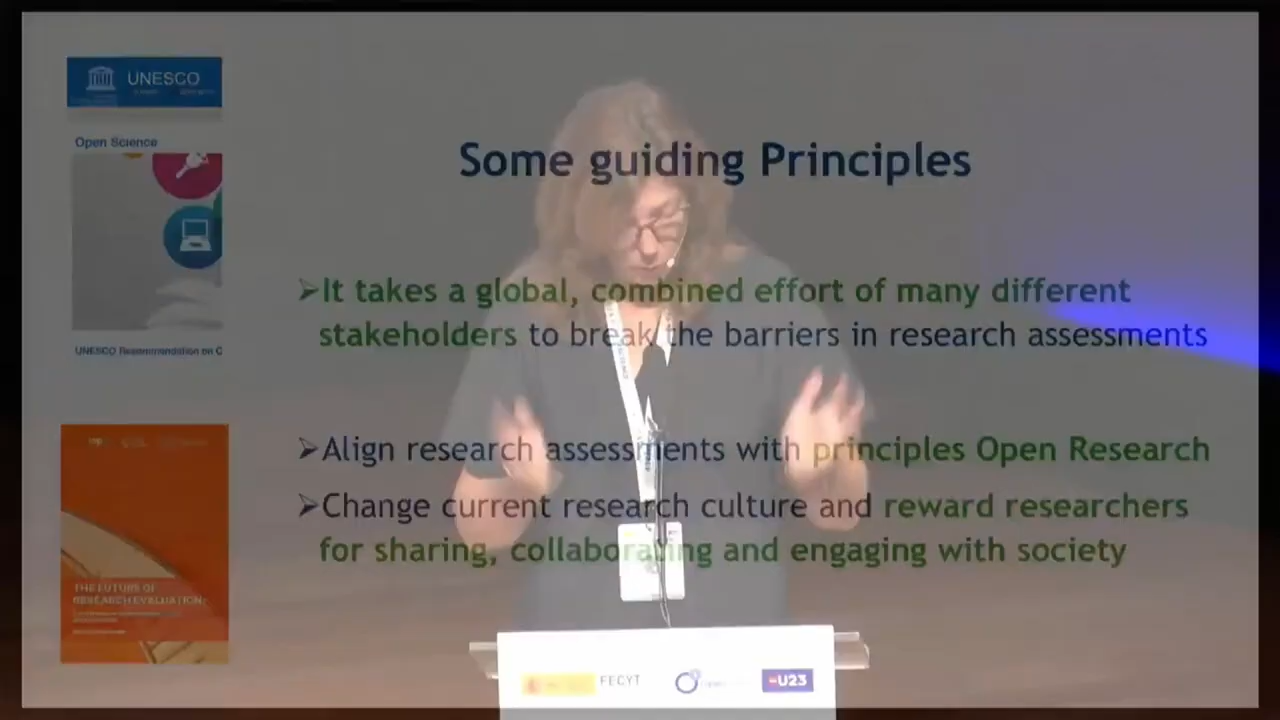 UNESCO
Open Science
UNESCO Recommendation on
Some guiding Principles
➢It takes a global, combined effort of many different
stakeholders to break the barriers in research assessments
➢Align research assessments with principles Open Research
➢Change current research culture and reward researchers
for sharing, collaborating and engaging with society
THE FUTURE OF
RESEARCH EVALUATION:
FECYT
U23